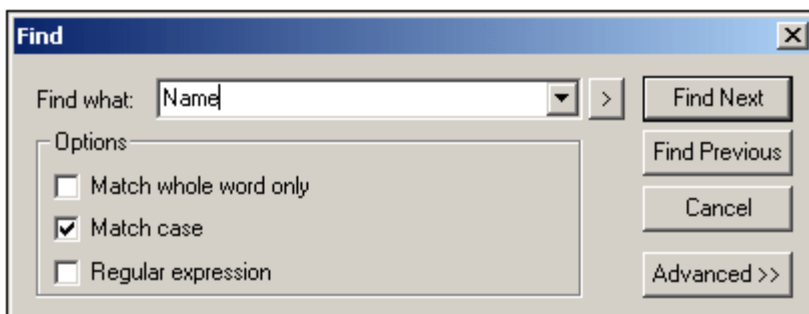 Find
Find what: Name > Find Next
Options
Find Previous
Match whole word only
Cancel
Match case
Regular expression
Advanced >>